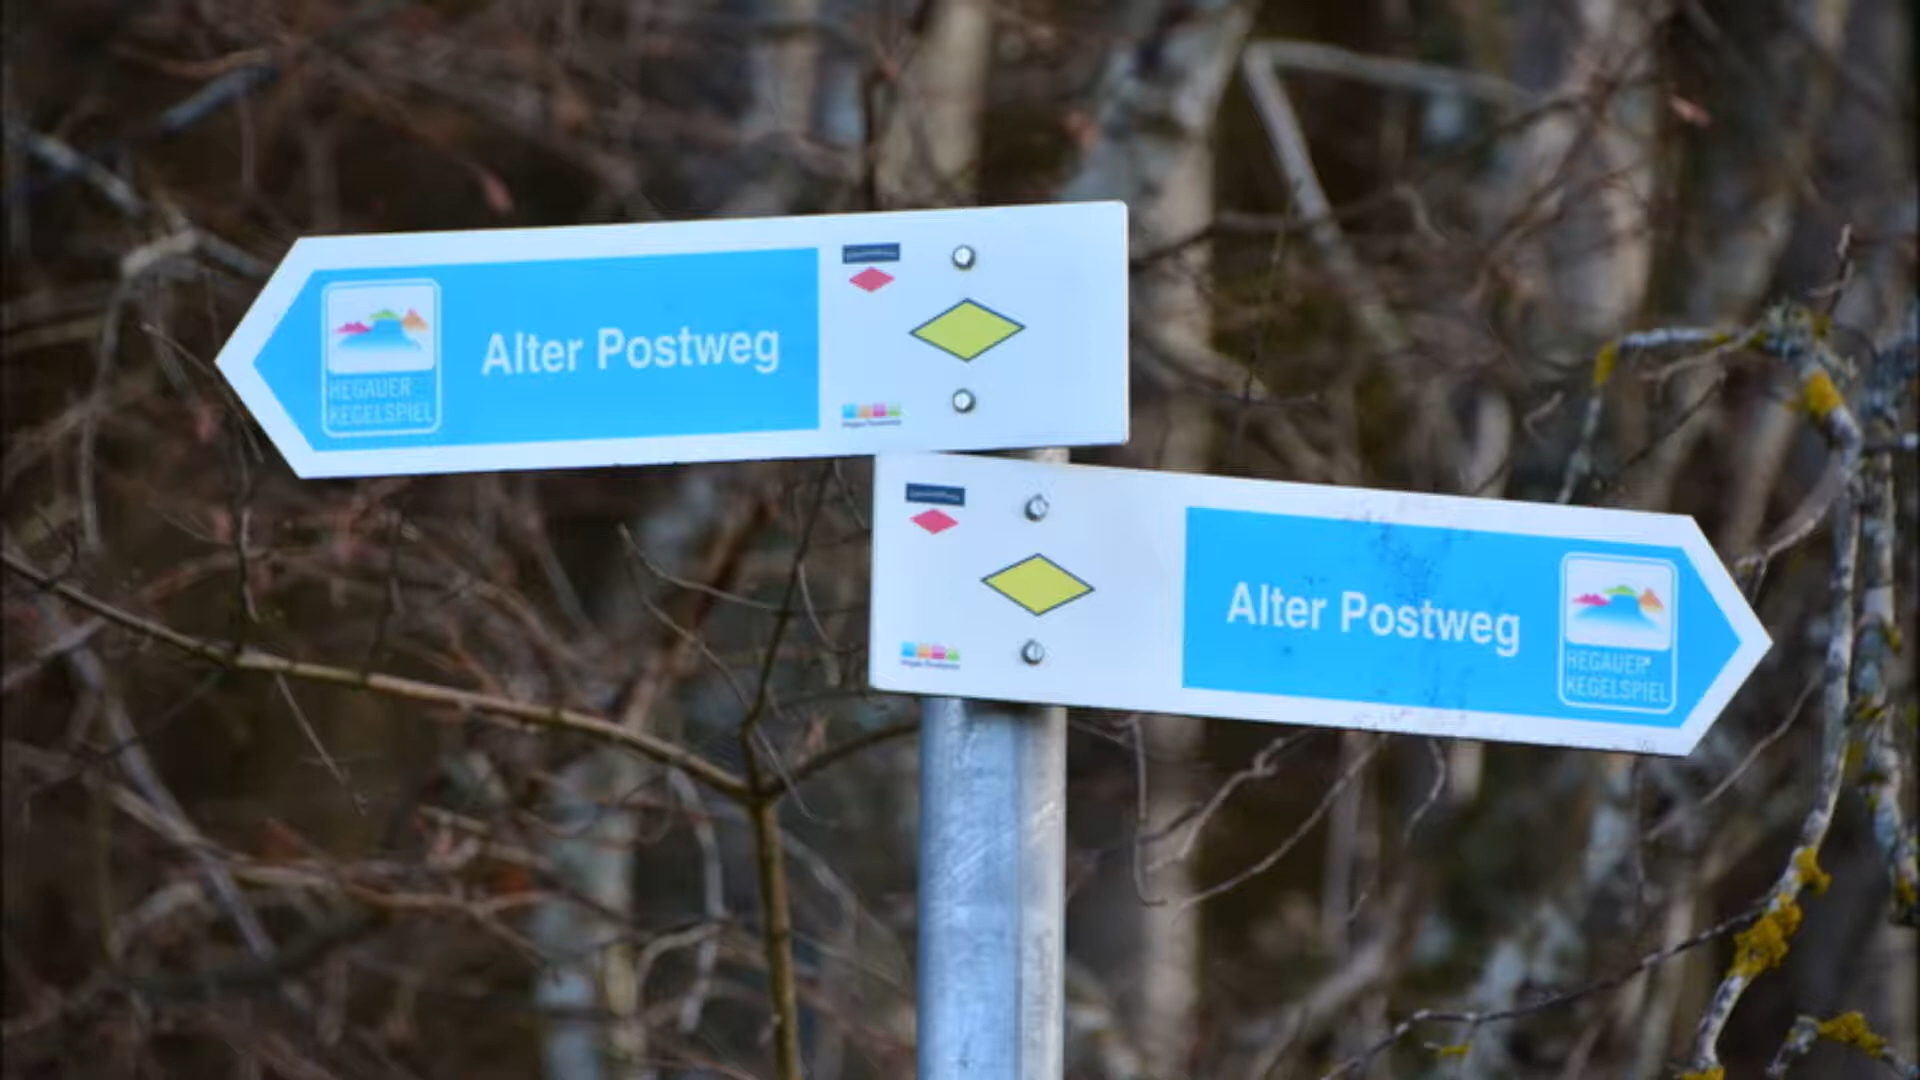 Alter Postweg
HEGAUER
KEGELSPIEL
Alter Postweg
HEGAUER
KEGELSPIEL